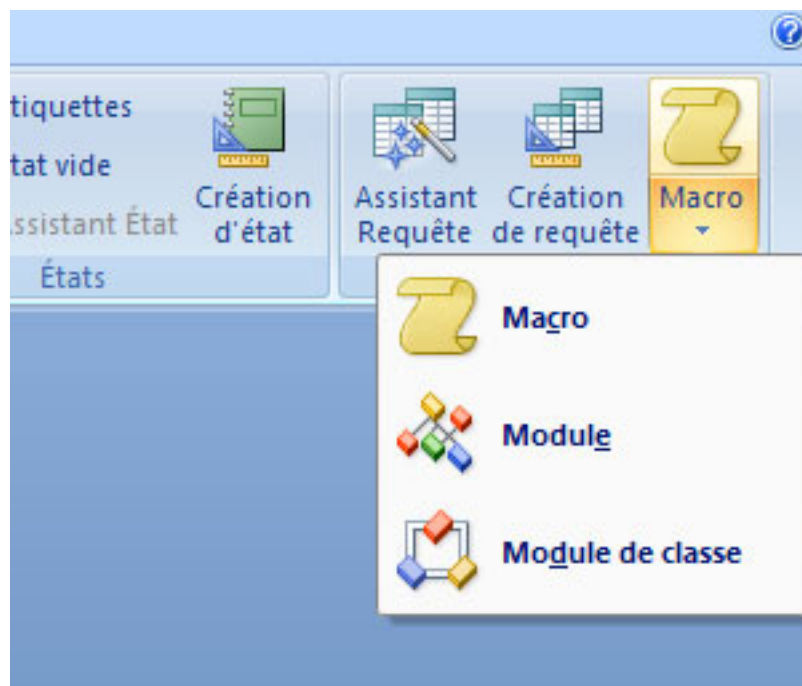 tiquettes
tat vide
ssistant État
Création
d'état
États
Assistant
Requête
Création
de requête
Macro
Macro
Module
Module de classe